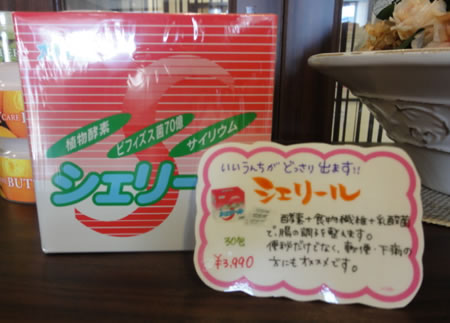 植物酵素
ビフィズス菌70億
サイリウム
シェリー
CARE
BUT
いいうんちが どっさり 出ます!!
シェリール
酵素+食物繊維+乳酸菌
で、腸の調子を整えます。
便秘だけでなく、軟便・下痢の
方にもオススメです。
30包
¥3,990